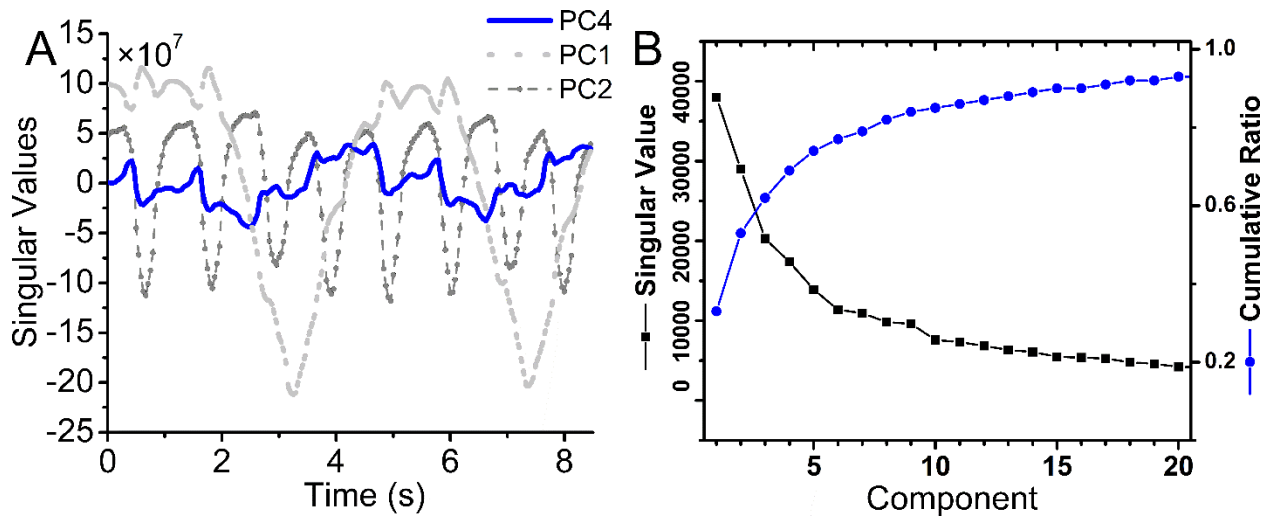 A
×10⁷
PC4
PC1
PC2
Singular Values
15
10
5
0
-5
-10
-15
-20
-25
0
2
4
6
8
Time (s)
B
Singular Value
40000
30000
20000
10000
0
1.0
0.6
0.2
Cumulative Ratio
5
10
15
20
Component